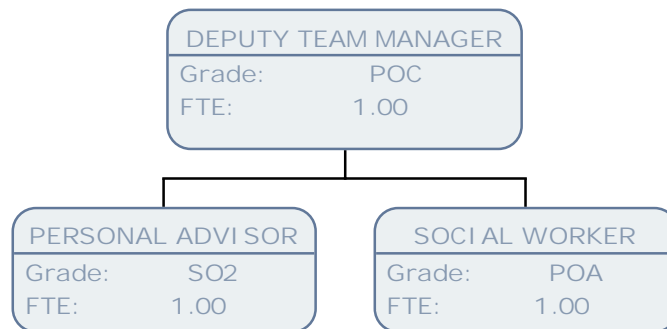 DEPUTY TEAM MANAGER
Grade: POC
FTE: 1.00
PERSONAL ADVISOR
Grade: SO2
FTE: 1.00
SOCIAL WORKER
Grade: POA
FTE: 1.00